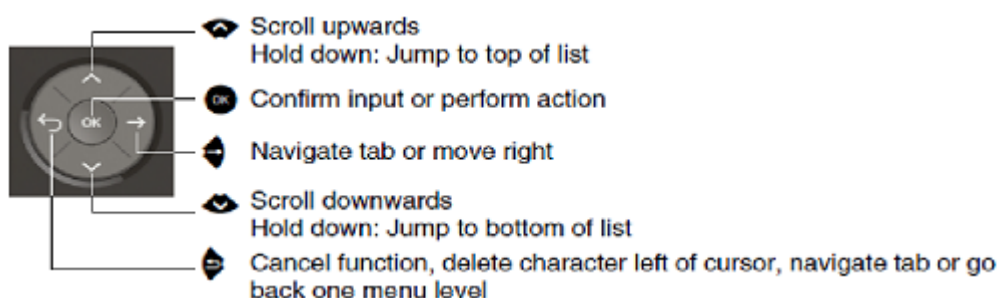 Scroll upwards
Hold down: Jump to top of list
OK
Confirm input or perform action
OK
Navigate tab or move right
Scroll downwards
Hold down: Jump to bottom of list
Cancel function, delete character left of cursor, navigate tab or go
back one menu level